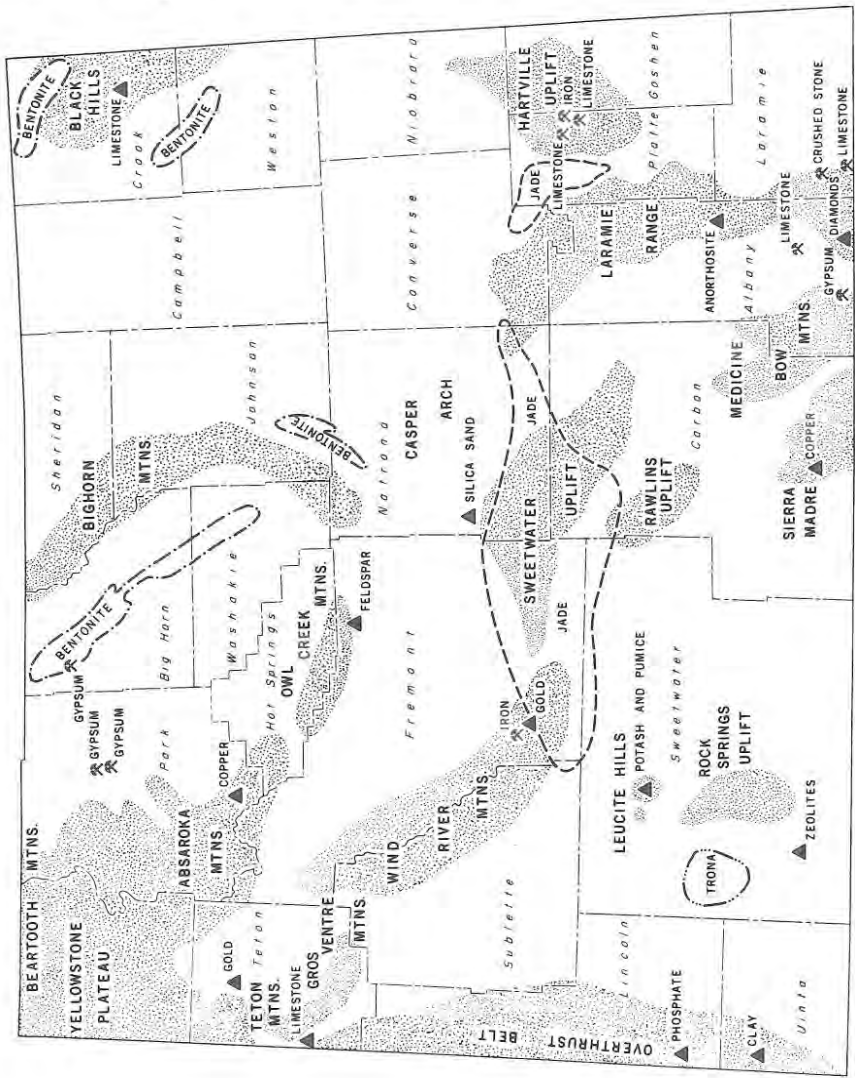 BEARTOOTH MTNS.
YELLOWSTONE
PLATEAU
GYPSUM
GYPSUM
GYPSUM
BENTONITE
Big Horn
Park
BIGHORN
MTNS.
Sheridan
Johnson
Campbell
BENTONITE
BLACK
HILLS
LIMESTONE
Crook
BENTONITE
Weston
ABSAROKA
MTNS.
COPPER
Washakie
Hot Springs
OWL
CREEK
MTNS.
FELDSPAR
BENTONITE
GOLD
Teton
TETON
MTNS.
LIMESTONE
GROS
VENTRE
MTNS.
WIND
RIVER
MTNS.
Fremont
Natrona
CASPER
ARCH
SILICA SAND
Converse
Niobrara
Sublette
IRON
GOLD
SWEETWATER
UPLIFT
JADE
JADE
JADE
LIMESTONE
HARTVILLE
UPLIFT
IRON
LIMESTONE
Platte
Goshen
LARAMIE
RANGE
OVERTHRUST
BELT
Lincoln
LEUCITE HILLS
POTASH AND PUMICE
Sweetwater
ROCK
SPRINGS
UPLIFT
TRONA
ZEOLITES
RAWLINS
UPLIFT
Carbon
MEDICINE
BOW
MTNS.
ANORTHOSITE
Albany
Laramie
LIMESTONE
CRUSHED STONE
LIMESTONE
DIAMONDS
GYPSUM
SIERRA
MADRE
COPPER
PHOSPHATE
CLAY
Uinta